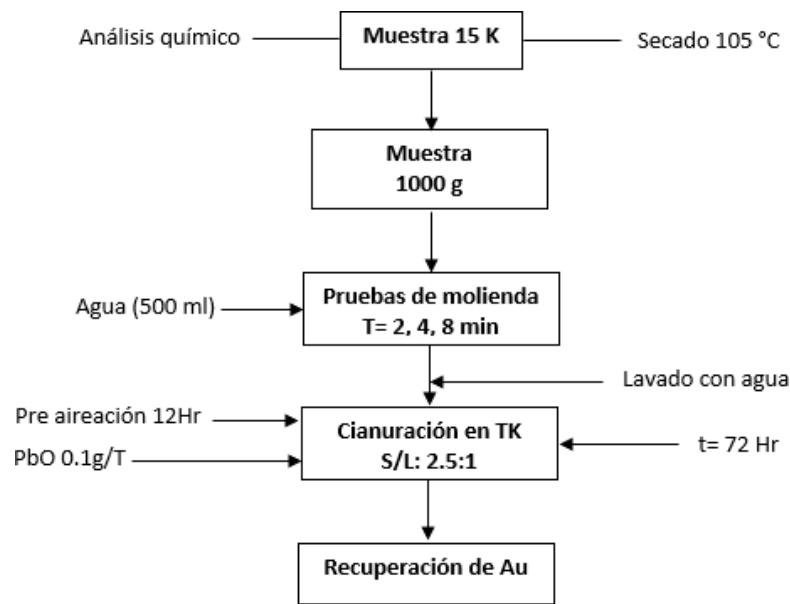 Análisis químico
Muestra 15 K
Secado 105 °C
Muestra
1000 g
Agua (500 ml)
Pruebas de molienda
T= 2, 4, 8 min
Lavado con agua
Pre aireación 12Hr
PbO 0.1g/T
Cianuración en TK
S/L: 2.5:1
t= 72 Hr
Recuperación de Au